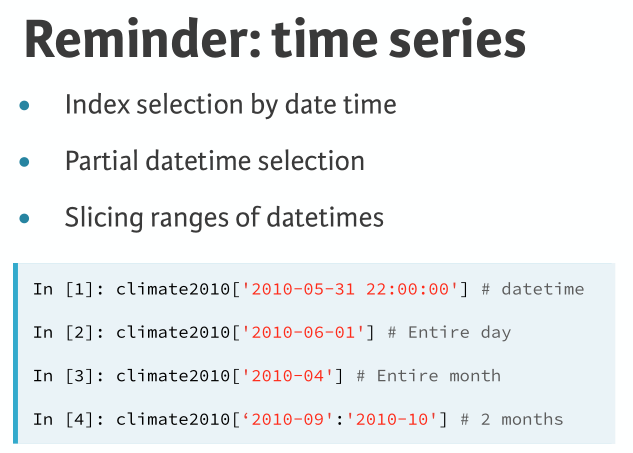 Reminder: time series
• Index selection by date time
• Partial datetime selection
• Slicing ranges of datetimes
In [1]: climate2010['2010-05-31 22:00:00'] # datetime
In [2]: climate2010['2010-06-01'] # Entire day
In [3]: climate2010['2010-04'] # Entire month
In [4]: climate2010[‘2010-09':'2010-10'] # 2 months